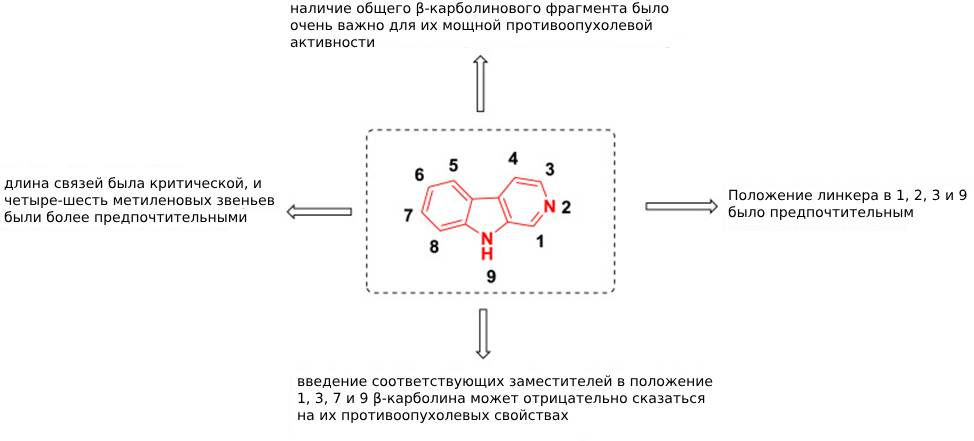 наличие общего β-карболинового фрагмента было
очень важно для их мощной противоопухолевой
активности
4
5
3
6
длина связей была критической, и
четыре-шесть метиленовых звеньев
были более предпочтительными
Положение линкера в 1, 2, 3 и 9
было предпочтительным
N 2
7
8
N
H
1
9
введение соответствующих заместителей в положение
1, 3, 7 и 9 β-карболина может отрицательно сказаться
на их противоопухолевых свойствах